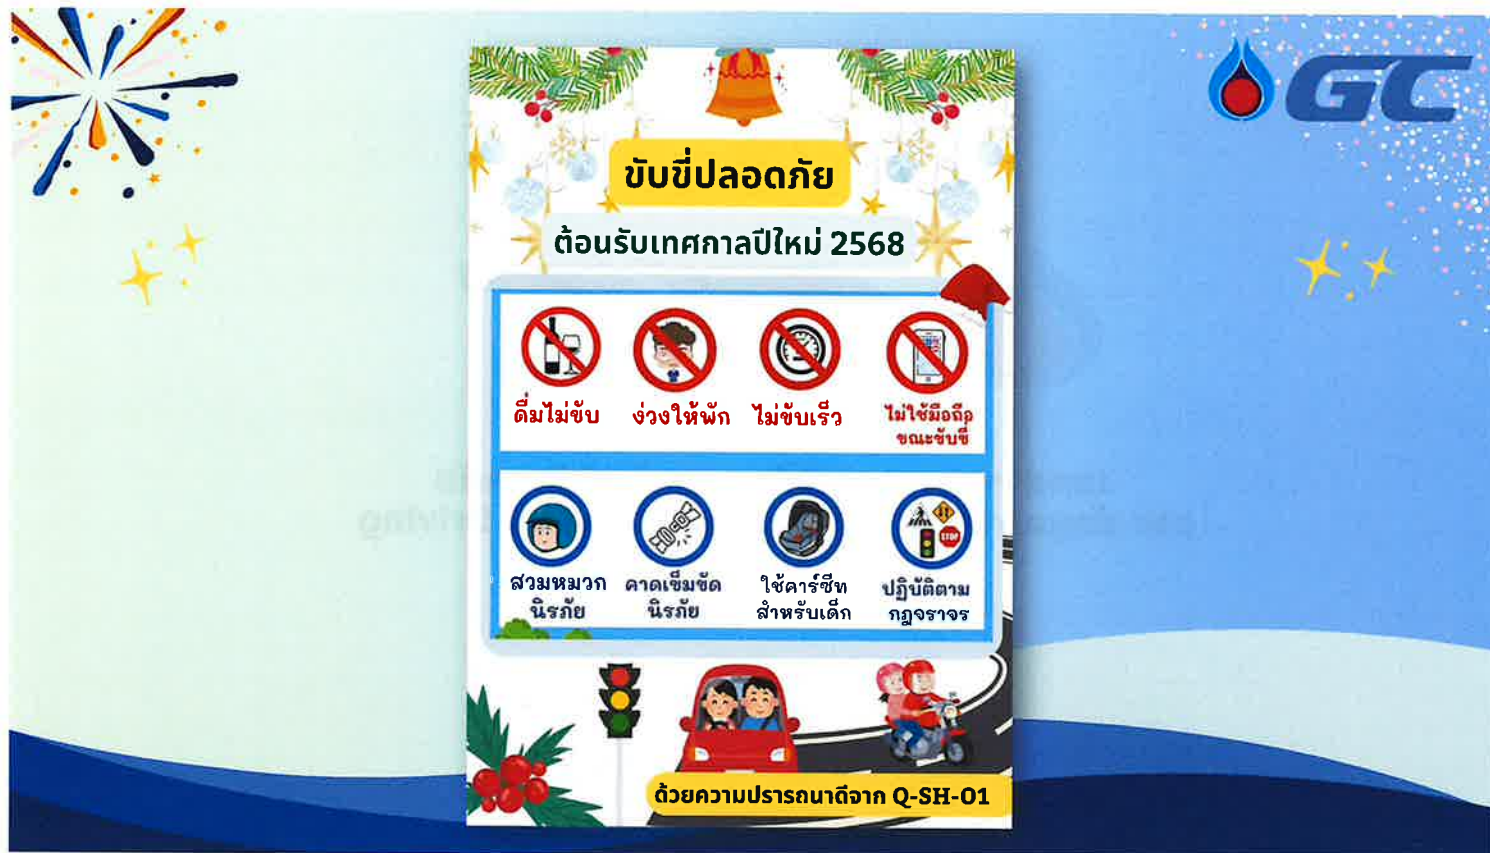 GC
ขับขี่ปลอดภัย
ต้อนรับเทศกาลปีใหม่ 2568
ดื่มไม่ขับ
ง่วงให้พัก
ไม่ขับเร็ว
ไม่ใช้มือถือ
ขณะขับขี่
สวมหมวก
นิรภัย
คาดเข็มขัด
นิรภัย
ใช้คาร์ซีท
สำหรับเด็ก
STOP
ปฏิบัติตาม
กฎจราจร
ด้วยความปรารถนาดีจาก Q-SH-01